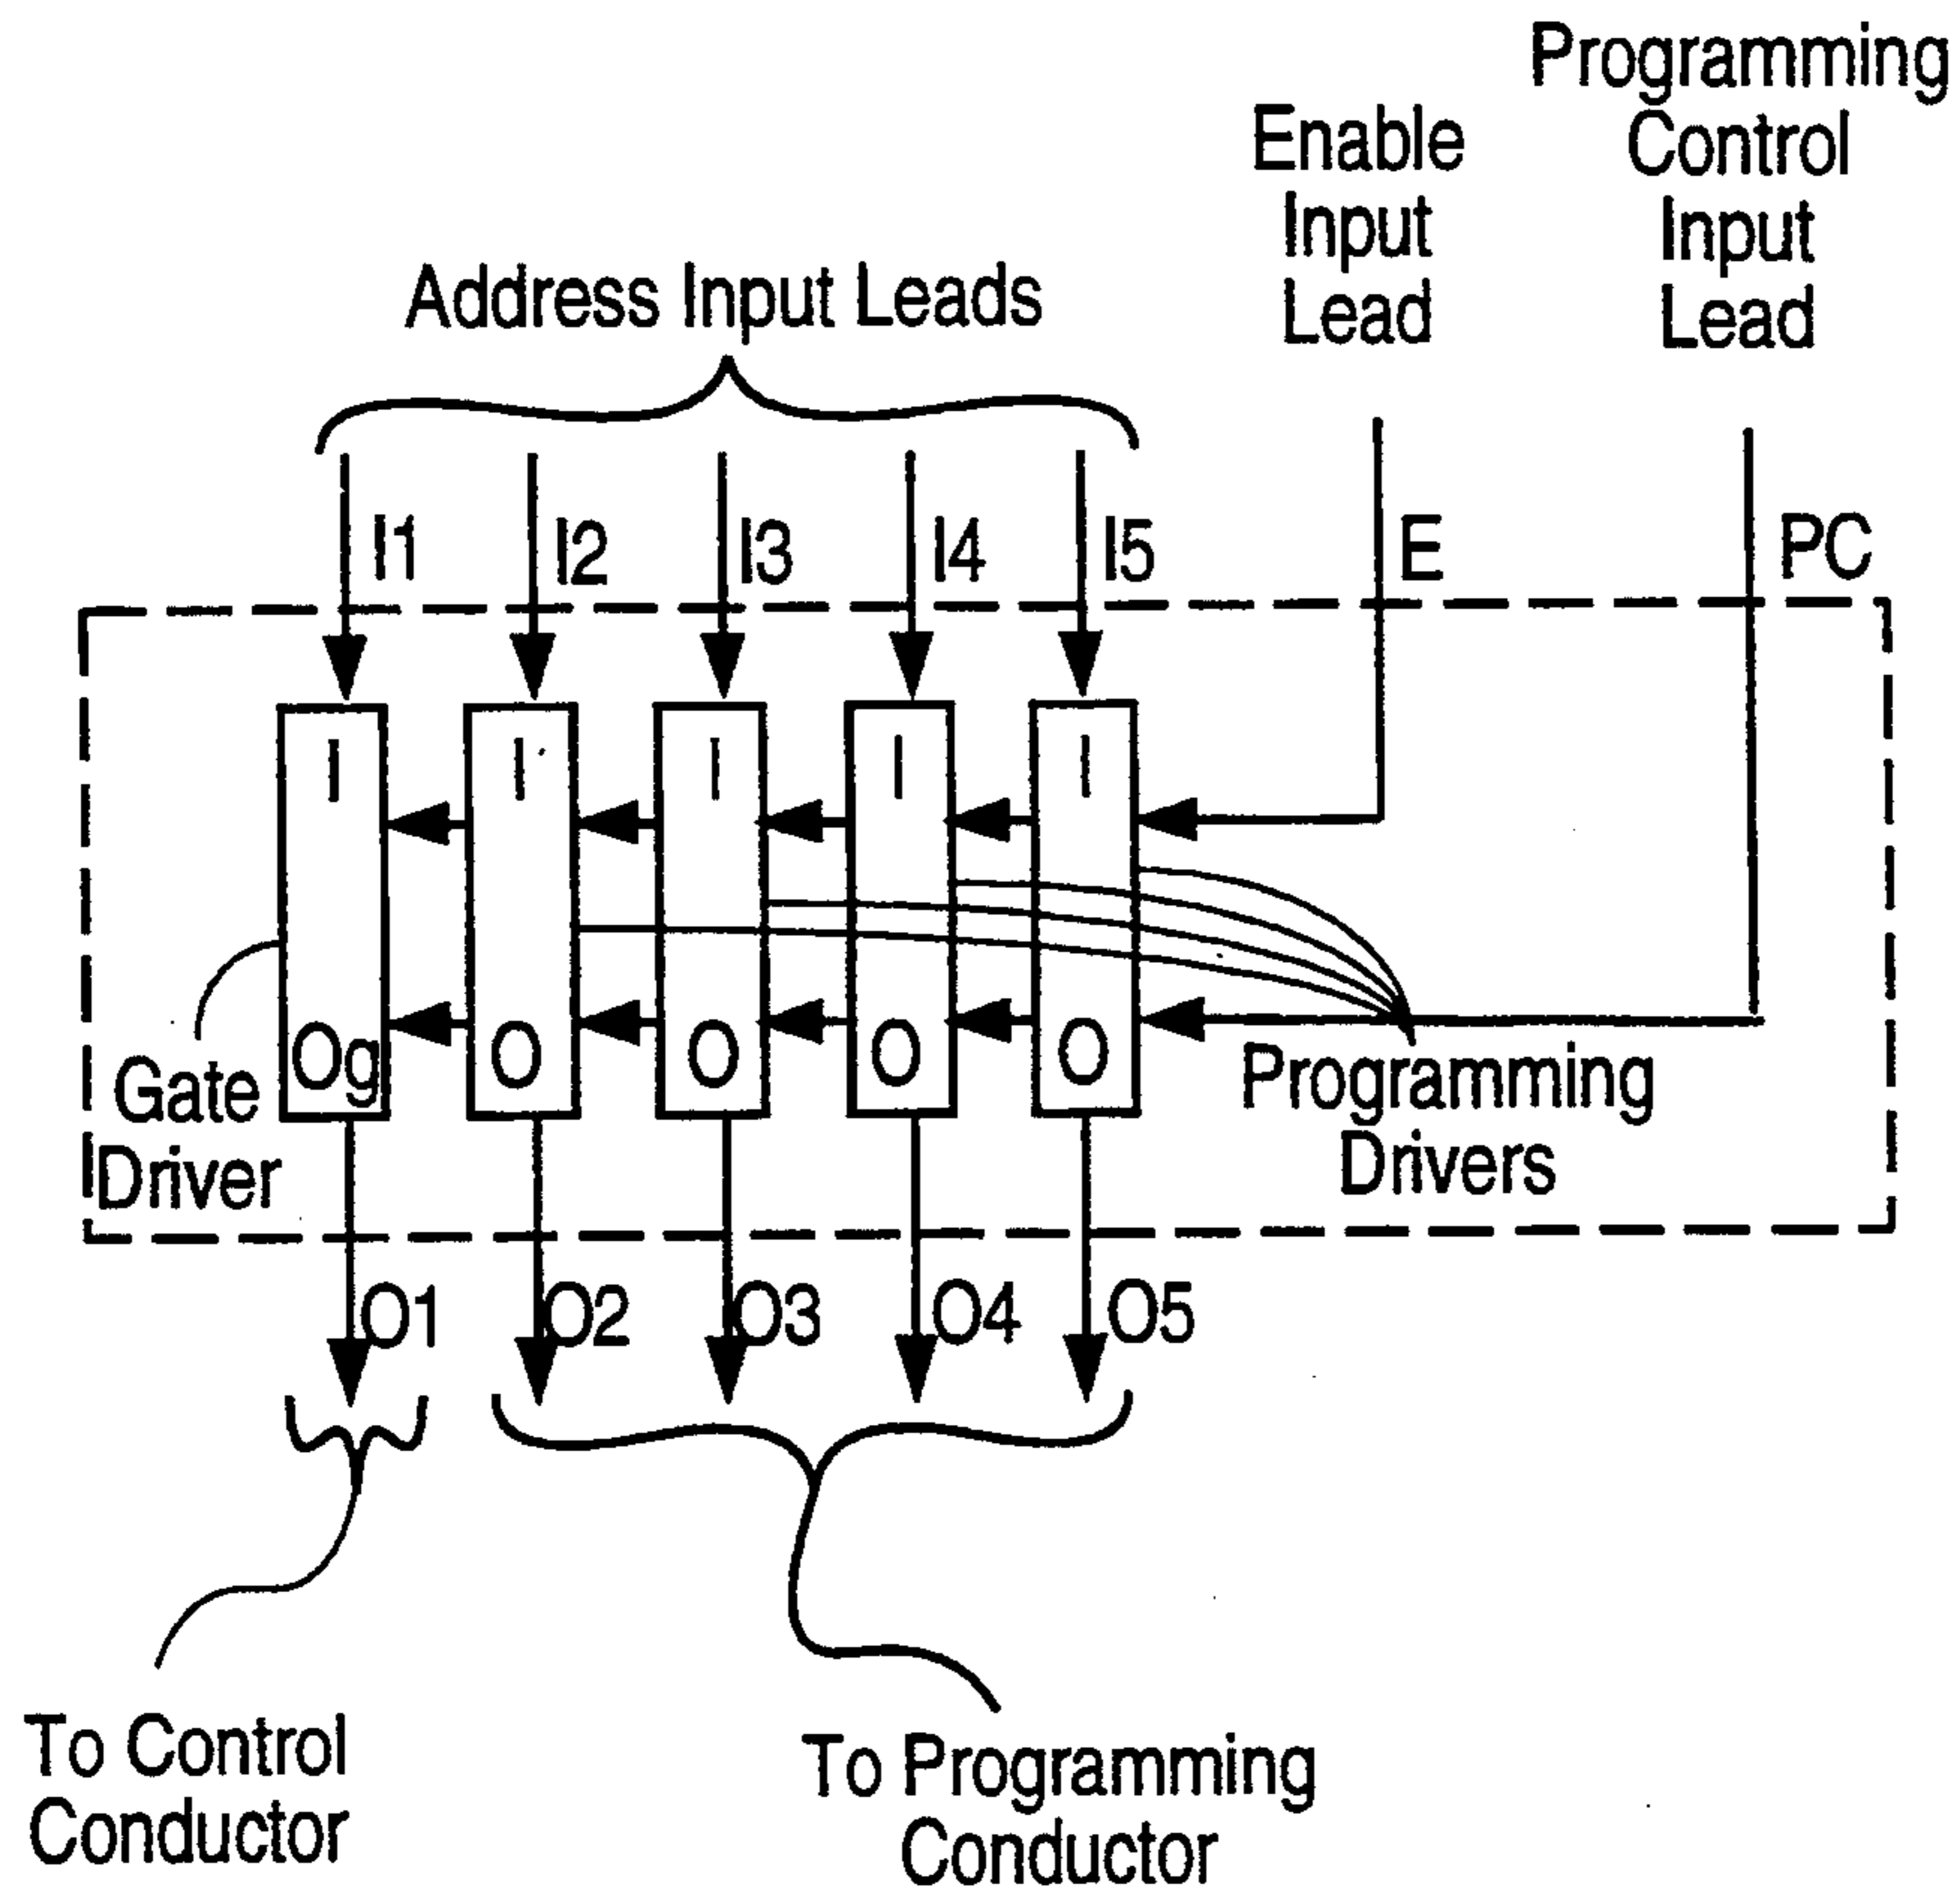 Programming
Control
Input
Lead
Enable
Input
Lead
Address Input Leads
I1
I2
I3
I4
I5
E
PC
I
I
I
I
I
Og
O
O
O
O
Gate
Driver
Programming
Drivers
O1
O2
O3
O4
O5
To Control
Conductor
To Programming
Conductor